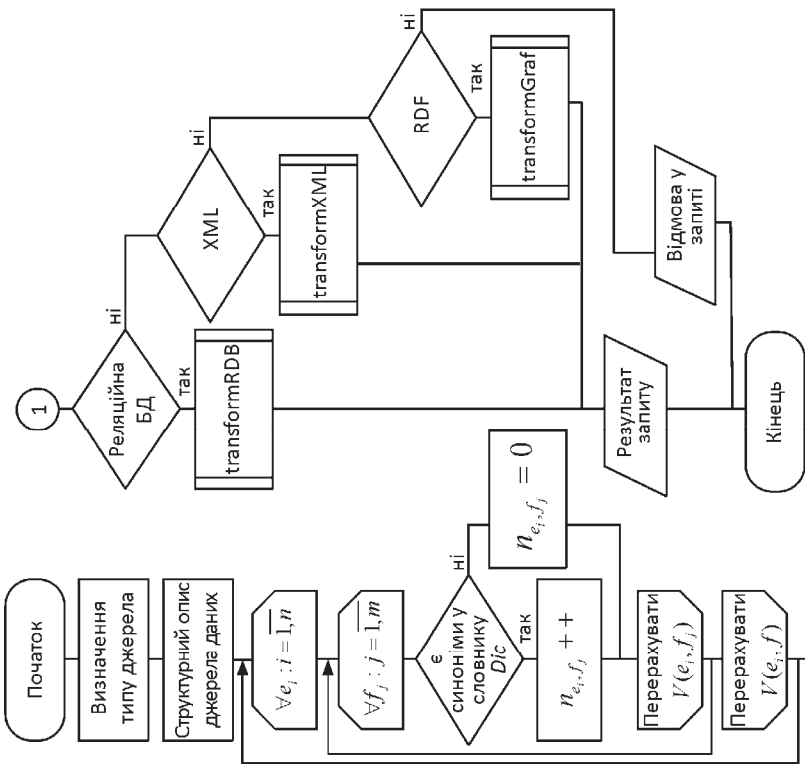 Початок
Визначення
типу джерела
Структурний опис
джерела даних
∀e_i : i = \overline{1,n}
∀f_j : j = \overline{1,m}
є
синоніми у
словнику
Dic
ні
так
n_{e_i,f_j} = 0
n_{e_i,f_j} ++
Перерахувати
V(e_i,f_j)
Перерахувати
V(e_i,f)
1
Реляційна
БД
ні
так
transformRDB
XML
ні
так
transformXML
RDF
ні
так
transformGraf
Результат
запиту
Відмова у
запиті
Кінець